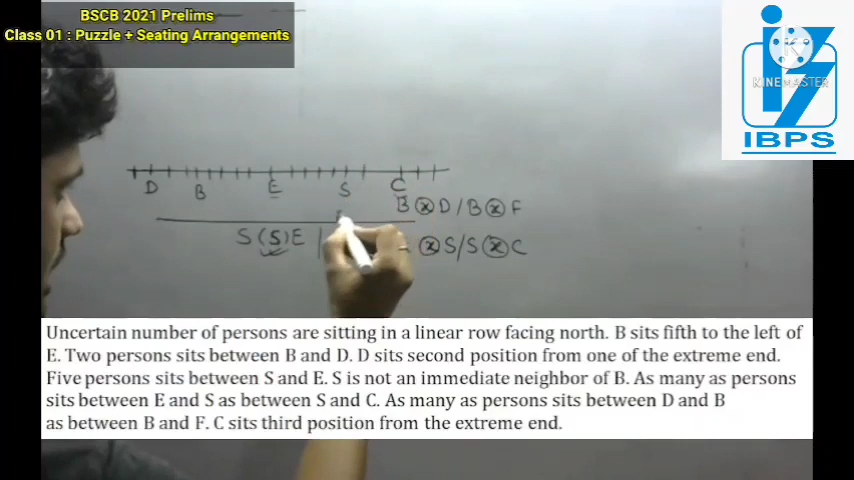 BSCB 2021 Prelims
Class 01 : Puzzle + Seating Arrangements
KINEMASTER
IBPS
D B E S C
B ⓧ D / B ⓧ F
S (S) E | ⓧ S / S ⓧ C
Uncertain number of persons are sitting in a linear row facing north. B sits fifth to the left of
E. Two persons sits between B and D. D sits second position from one of the extreme end.
Five persons sits between S and E. S is not an immediate neighbor of B. As many as persons
sits between E and S as between S and C. As many as persons sits between D and B
as between B and F. C sits third position from the extreme end.